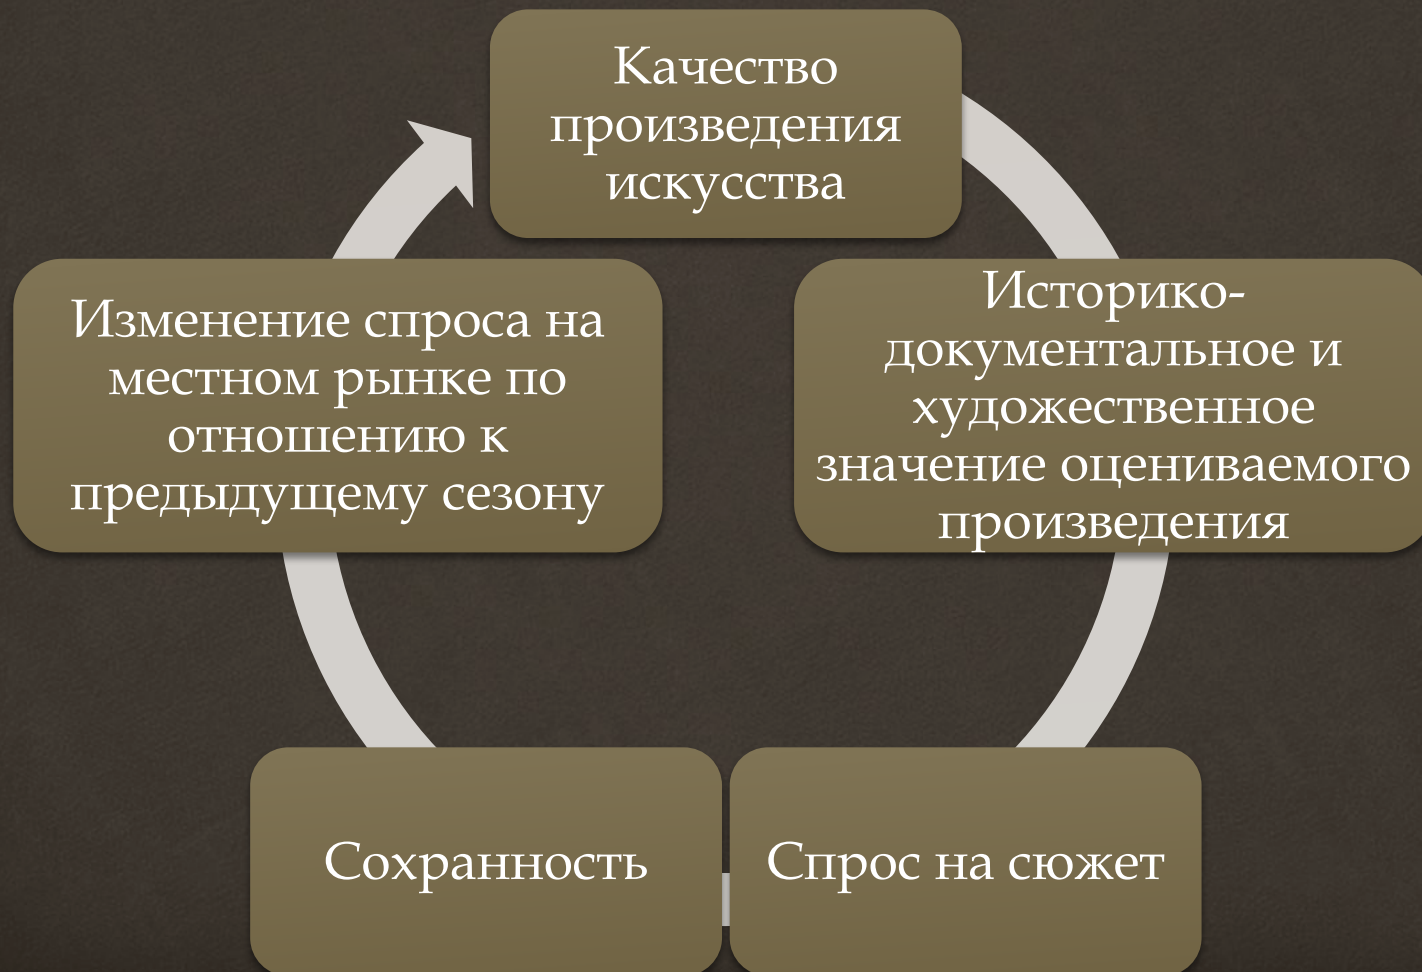 Качество
произведения
искусства
Историко-
документальное и
художественное
значение оцениваемого
произведения
Спрос на сюжет
Сохранность
Изменение спроса на
местном рынке по
отношению к
предыдущему сезону